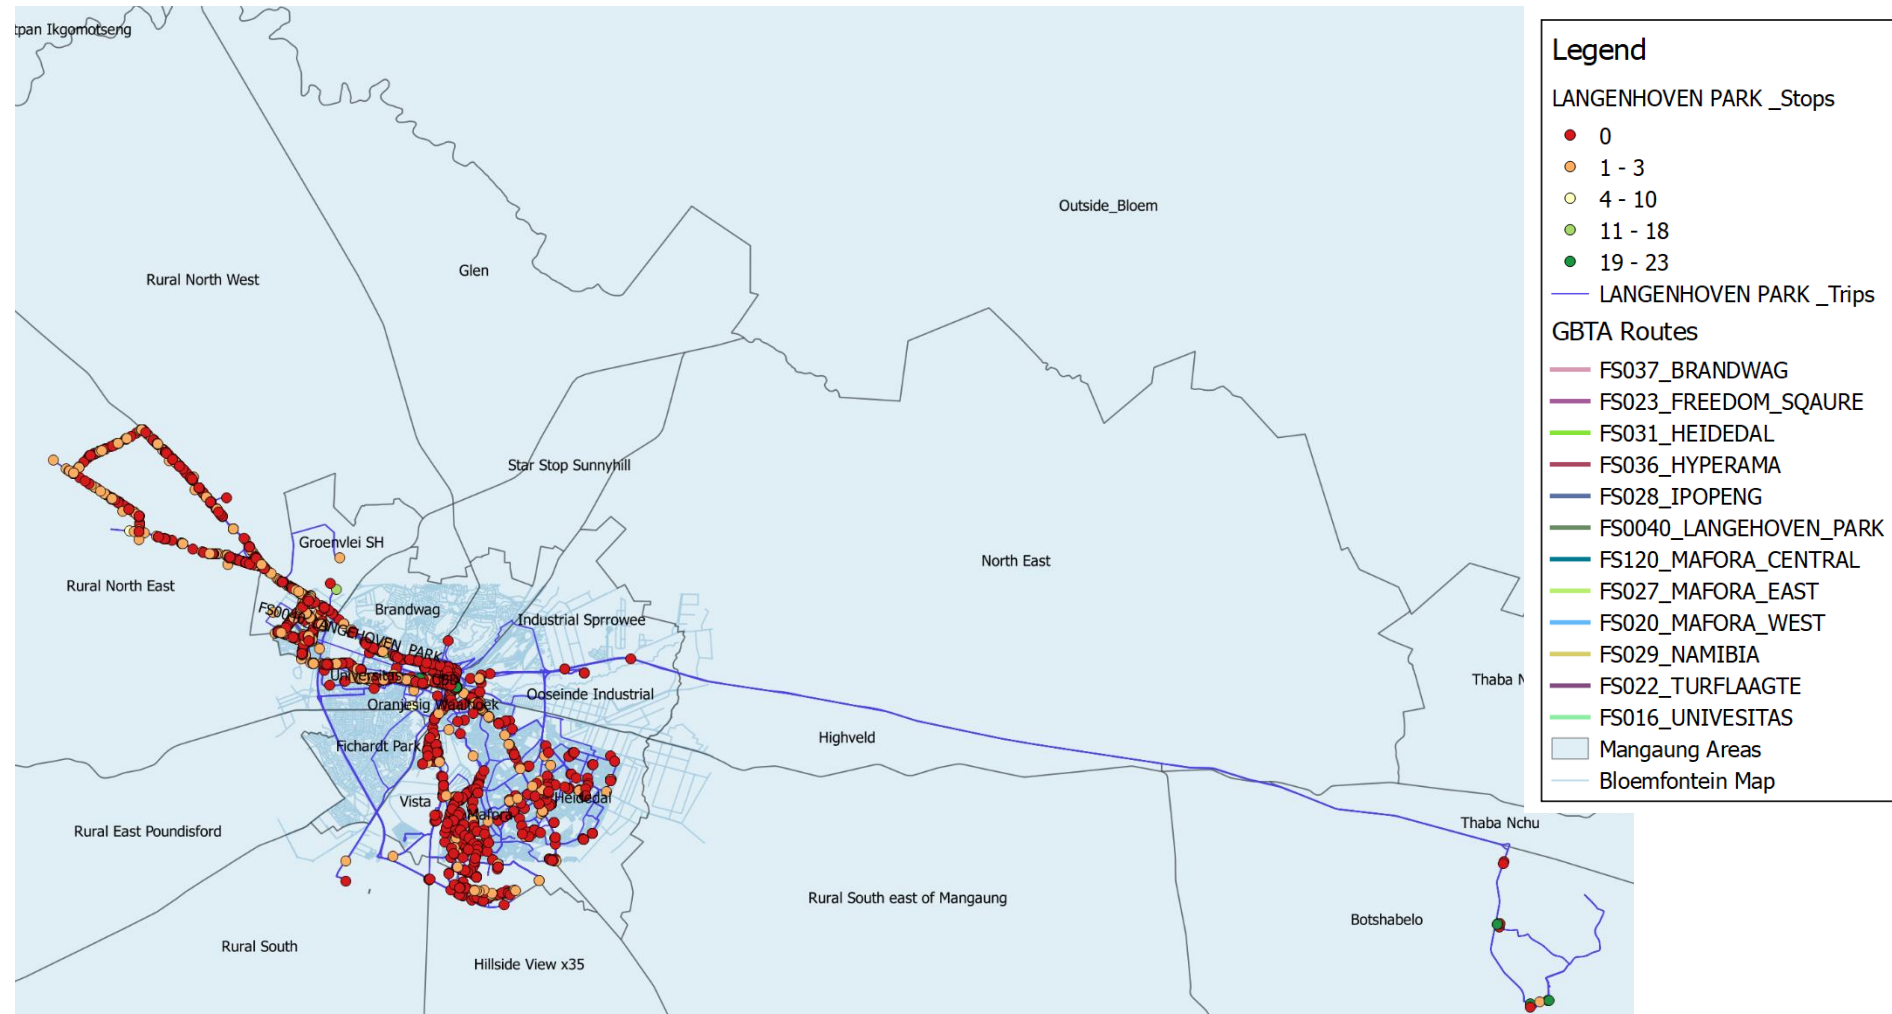 tpan Ikgomotseng
Outside_Bloem
Glen
Rural North West
Star Stop Sunnyhill
Groenvlei SH
North East
Rural North East
Brandwag
FS0040_LANGEHOVEN_PARK
Industrial Sprrowee
Universitas
CBD
Thaba N
Ooseinde Industrial
Oranjesig Waaihoek
Highveld
Fichardt Park
Vista
Heidedal
Mafora
Thaba Nchu
Rural East Poundisford
Rural South east of Mangaung
Botshabelo
Rural South
Hillside View x35
Legend
LANGENHOVEN PARK _Stops
0
1 - 3
4 - 10
11 - 18
19 - 23
LANGENHOVEN PARK _Trips
GBTA Routes
FS037_BRANDWAG
FS023_FREEDOM_SQAURE
FS031_HEIDEDAL
FS036_HYPERAMA
FS028_IPOPENG
FS0040_LANGEHOVEN_PARK
FS120_MAFORA_CENTRAL
FS027_MAFORA_EAST
FS020_MAFORA_WEST
FS029_NAMIBIA
FS022_TURFLAAGTE
FS016_UNIVESITAS
Mangaung Areas
Bloemfontein Map